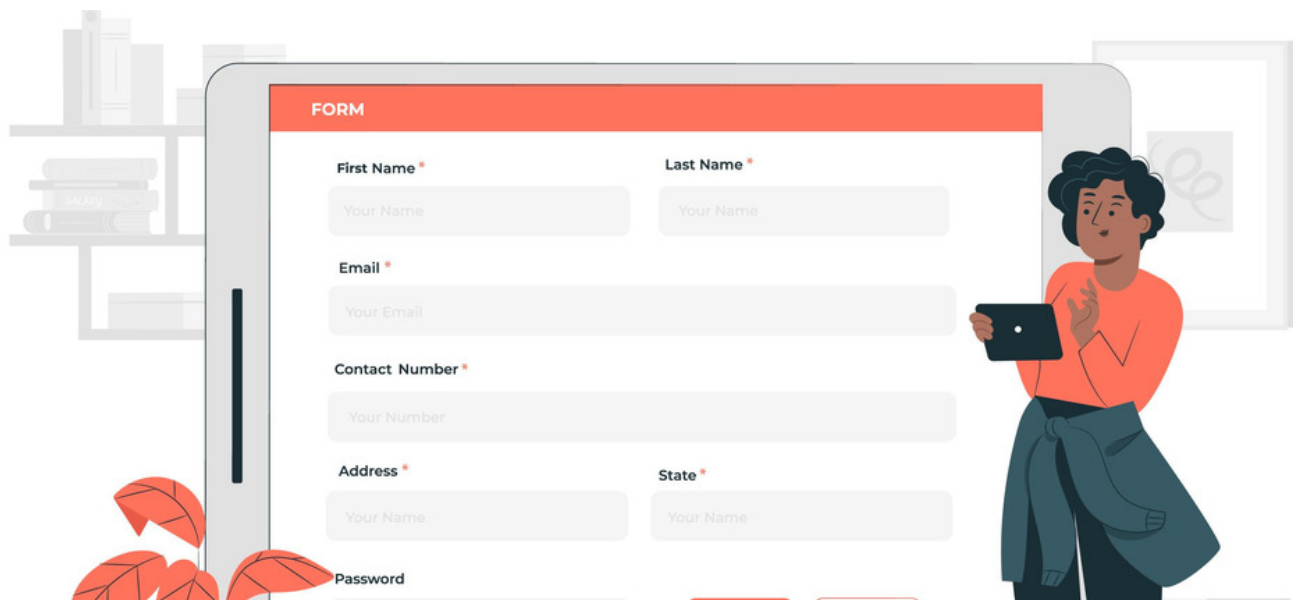 FORM
First Name * Last Name *
Your Name Your Name
Email *
Your Email
Contact Number *
Your Number
Address * State *
Your Name Your Name
Password
GALAXY